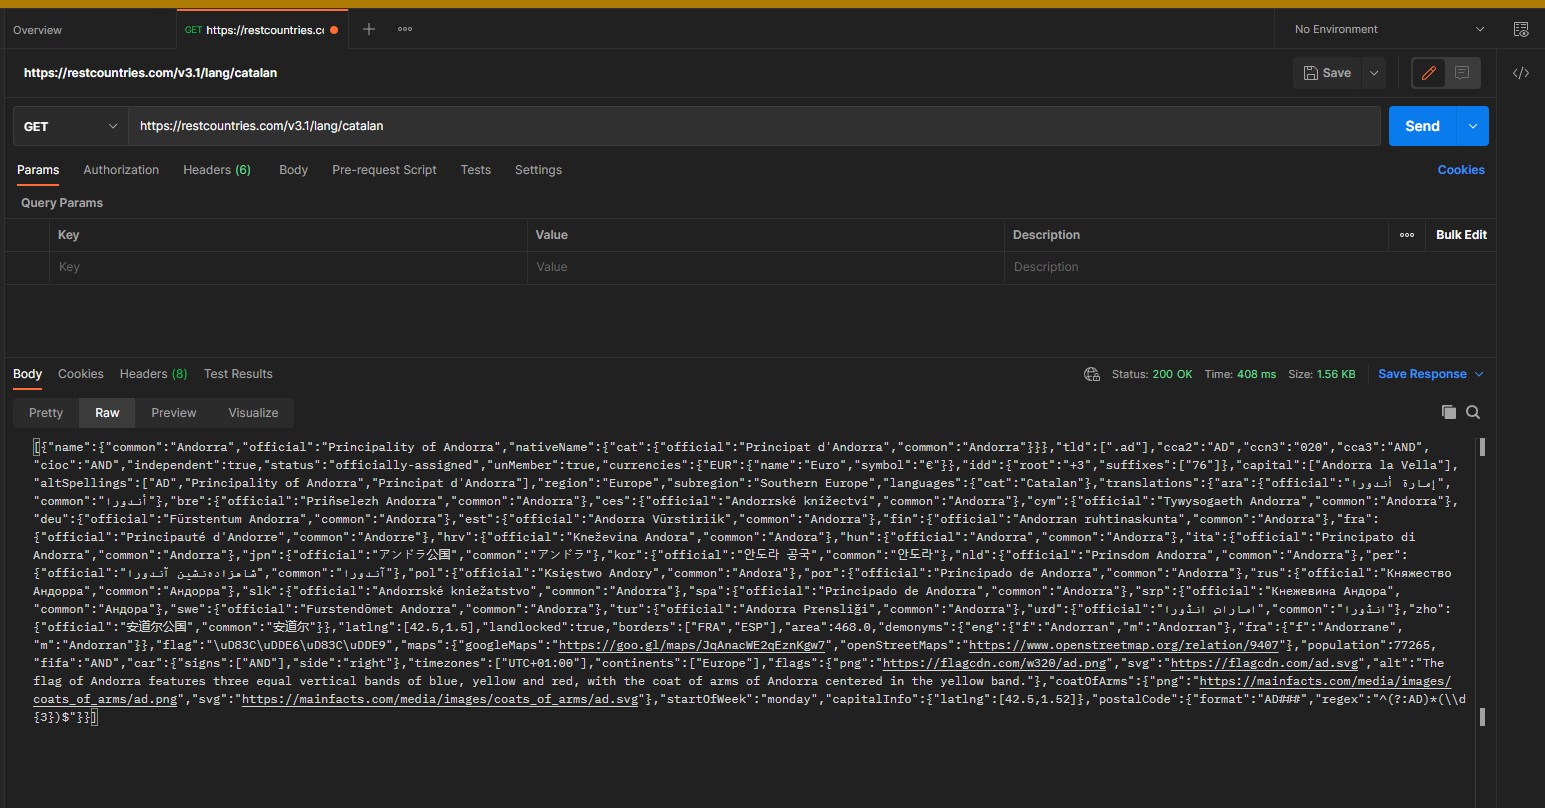 Overview
GET https://restcountries.cc
No Environment
https://restcountries.com/v3.1/lang/catalan
Save
GET
https://restcountries.com/v3.1/lang/catalan
Send
Params Authorization Headers (6) Body Pre-request Script Tests Settings Cookies
Query Params
Key Value Description Bulk Edit
Key Value Description
Body Cookies Headers (8) Test Results Status: 200 OK Time: 408 ms Size: 1.56 KB Save Response
Pretty Raw Preview Visualize
[{"name":{"common":"Andorra","official":"Principality of Andorra","nativeName":{"cat":{"official":"Principat d'Andorra","common":"Andorra"}}},"tld":[".ad"],"cca2":"AD","ccn3":"020","cca3":"AND",
"cioc":"AND","independent":true,"status":"officially-assigned","unMember":true,"currencies":{"EUR":{"name":"Euro","symbol":"€"}},"idd":{"root":"+3","suffixes":["76"]},"capital":["Andorra la Vella"],
"altSpellings":["AD","Principality of Andorra","Principat d'Andorra"],"region":"Europe","subregion":"Southern Europe","languages":{"cat":"Catalan"},"translations":{"ara":{"official":"إمارة أندورا",
"common":"أندورا"},"bre":{"official":"Priñselezh Andorra","common":"Andorra"},"ces":{"official":"Andorrské knížectví","common":"Andorra"},"cym":{"official":"Tywysogaeth Andorra","common":"Andorra"},
"deu":{"official":"Fürstentum Andorra","common":"Andorra"},"est":{"official":"Andorra Vürstiriik","common":"Andorra"},"fin":{"official":"Andorran ruhtinaskunta","common":"Andorra"},"fra":
{"official":"Principauté d'Andorre","common":"Andorre"},"hrv":{"official":"Kneževina Andora","common":"Andora"},"hun":{"official":"Andorra","common":"Andorra"},"ita":{"official":"Principato di
Andorra","common":"Andorra"},"jpn":{"official":"アンドラ公国","common":"アンドラ"},"kor":{"official":"안도라 공국","common":"안도라"},"nld":{"official":"Prinsdom Andorra","common":"Andorra"},"per":
{"official":"شاهزاده‌نشین آندورا","common":"آندورا"},"pol":{"official":"Księstwo Andory","common":"Andora"},"por":{"official":"Principado de Andorra","common":"Andorra"},"rus":{"official":"Княжество
Андорра","common":"Андорра"},"slk":{"official":"Andorrské kniežatstvo","common":"Andorra"},"spa":{"official":"Principado de Andorra","common":"Andorra"},"srp":{"official":"Кнежевина Андора",
"common":"Андора"},"swe":{"official":"Furstendömet Andorra","common":"Andorra"},"tur":{"official":"Andorra Prensliği","common":"Andorra"},"urd":{"official":"اماراتِ انڈورا","common":"انڈورا"},"zho":
{"official":"安道尔公国","common":"安道尔"}},"latlng":[42.5,1.5],"landlocked":true,"borders":["FRA","ESP"],"area":468.0,"demonyms":{"eng":{"f":"Andorran","m":"Andorran"},"fra":{"f":"Andorrane",
"m":"Andorran"}},"flag":"\uD83C\uDDE6\uD83C\uDDE9","maps":{"googleMaps":"https://goo.gl/maps/JqAnacWE2qEznKgw7","openStreetMaps":"https://www.openstreetmap.org/relation/9407"},"population":77265,
"fifa":"AND","car":{"signs":["AND"],"side":"right"},"timezones":["UTC+01:00"],"continents":["Europe"],"flags":{"png":"https://flagcdn.com/w320/ad.png","svg":"https://flagcdn.com/ad.svg","alt":"The
flag of Andorra features three equal vertical bands of blue, yellow and red, with the coat of arms of Andorra centered in the yellow band."},"coatOfArms":{"png":"https://mainfacts.com/media/images/
coats_of_arms/ad.png","svg":"https://mainfacts.com/media/images/coats_of_arms/ad.svg"},"startOfWeek":"monday","capitalInfo":{"latlng":[42.5,1.52]},"postalCode":{"format":"AD###","regex":"^(?:AD)*(\\d
{3})$"}}]